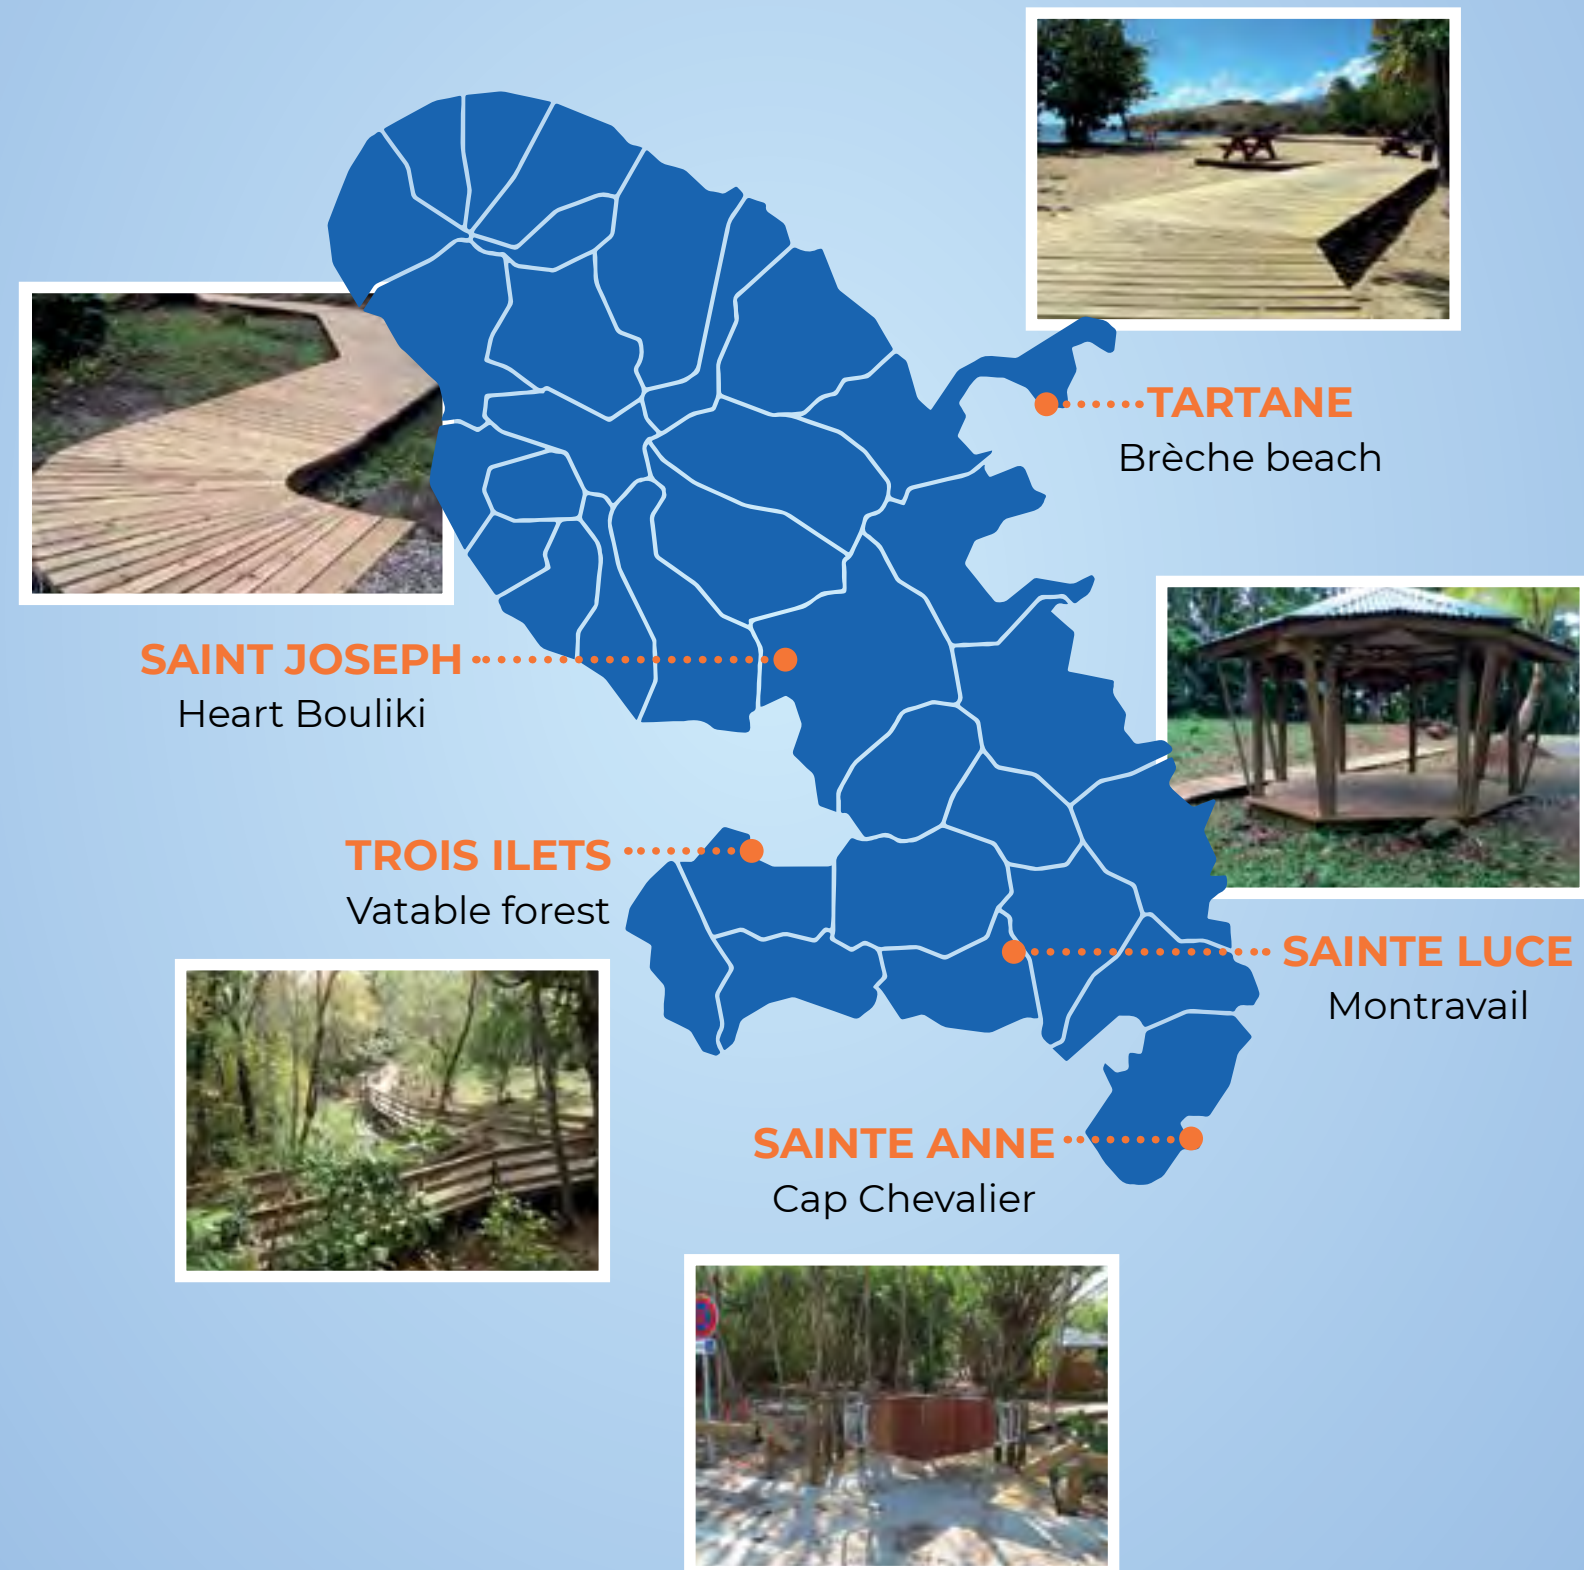 TARTANE
Brèche beach
SAINT JOSEPH
Heart Bouliki
TROIS ILETS
Vatable forest
SAINTE LUCE
Montravail
SAINTE ANNE
Cap Chevalier